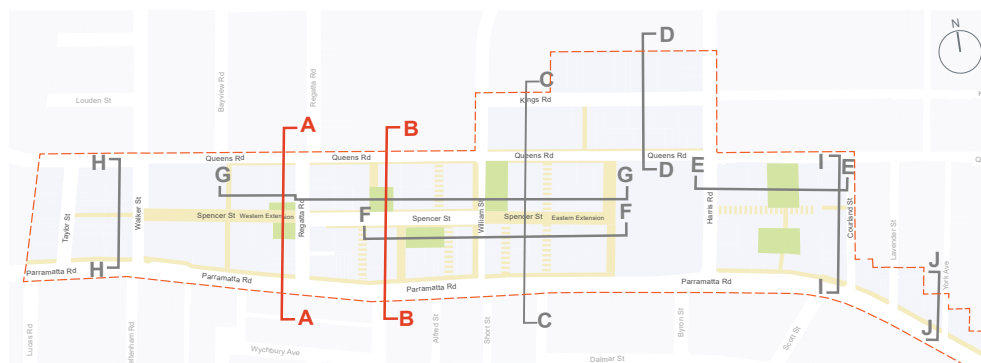 N
D
D
C
C
Kings Rd
Louden St
Bayview Rd
Regatta Rd
A
A
B
B
H
H
Queens Rd
Queens Rd
Queens Rd
Queens Rd
G
G
E
E
I
I
F
F
Taylor St
Walker St
Spencer St Western Extension
Regatta Rd
Spencer St
William St
Spencer St Eastern Extension
Harris Rd
Courland St
Lavender St
York Ave
J
J
Parramatta Rd
Parramatta Rd
Parramatta Rd
Parramatta Rd
Lucas Rd
Wychbury Ave
Alfred St
Short St
Byron St
Scott St
Dalmar St